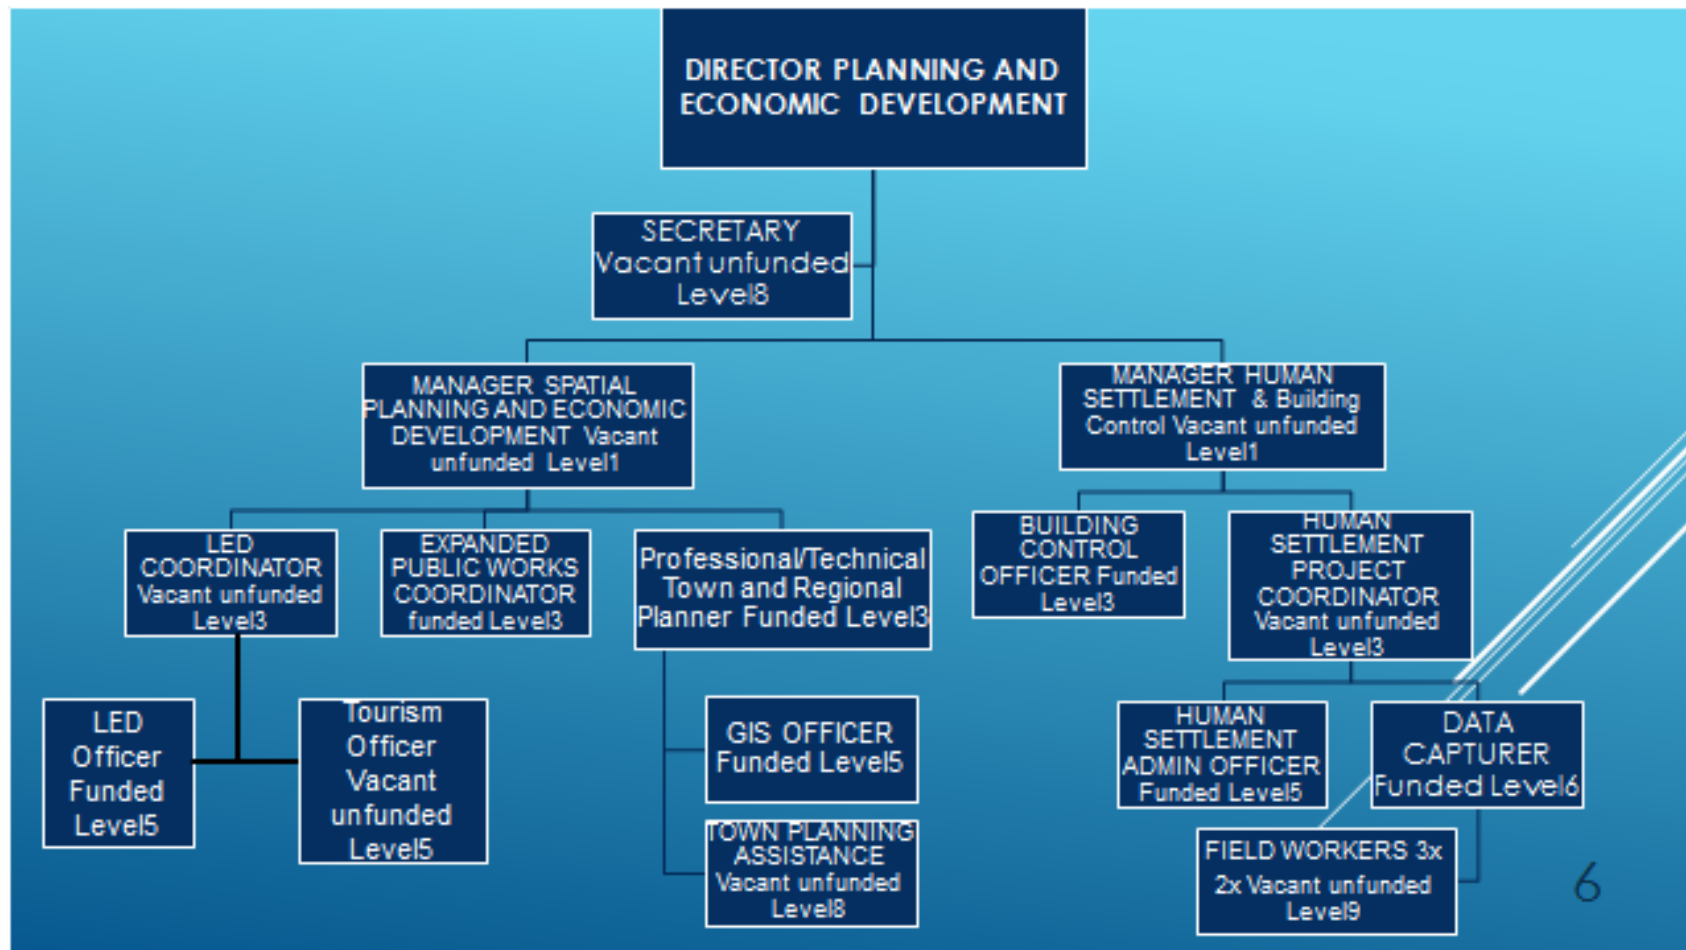 DIRECTOR PLANNING AND
ECONOMIC DEVELOPMENT
SECRETARY
Vacant unfunded
Level8
MANAGER SPATIAL
PLANNING AND ECONOMIC
DEVELOPMENT Vacant
unfunded Level1
MANAGER HUMAN
SETTLEMENT & Building
Control Vacant unfunded
Level1
LED
COORDINATOR
Vacant unfunded
Level3
EXPANDED
PUBLIC WORKS
COORDINATOR
funded Level3
Professional/Technical
Town and Regional
Planner Funded Level3
BUILDING
CONTROL
OFFICER Funded
Level3
HUMAN
SETTLEMENT
PROJECT
COORDINATOR
Vacant unfunded
Level3
LED
Officer
Funded
Level5
Tourism
Officer
Vacant
unfunded
Level5
GIS OFFICER
Funded Level5
TOWN PLANNING
ASSISTANCE
Vacant unfunded
Level8
HUMAN
SETTLEMENT
ADMIN OFFICER
Funded Level5
DATA
CAPTURER
Funded Level6
FIELD WORKERS 3x
2x Vacant unfunded
Level9
6